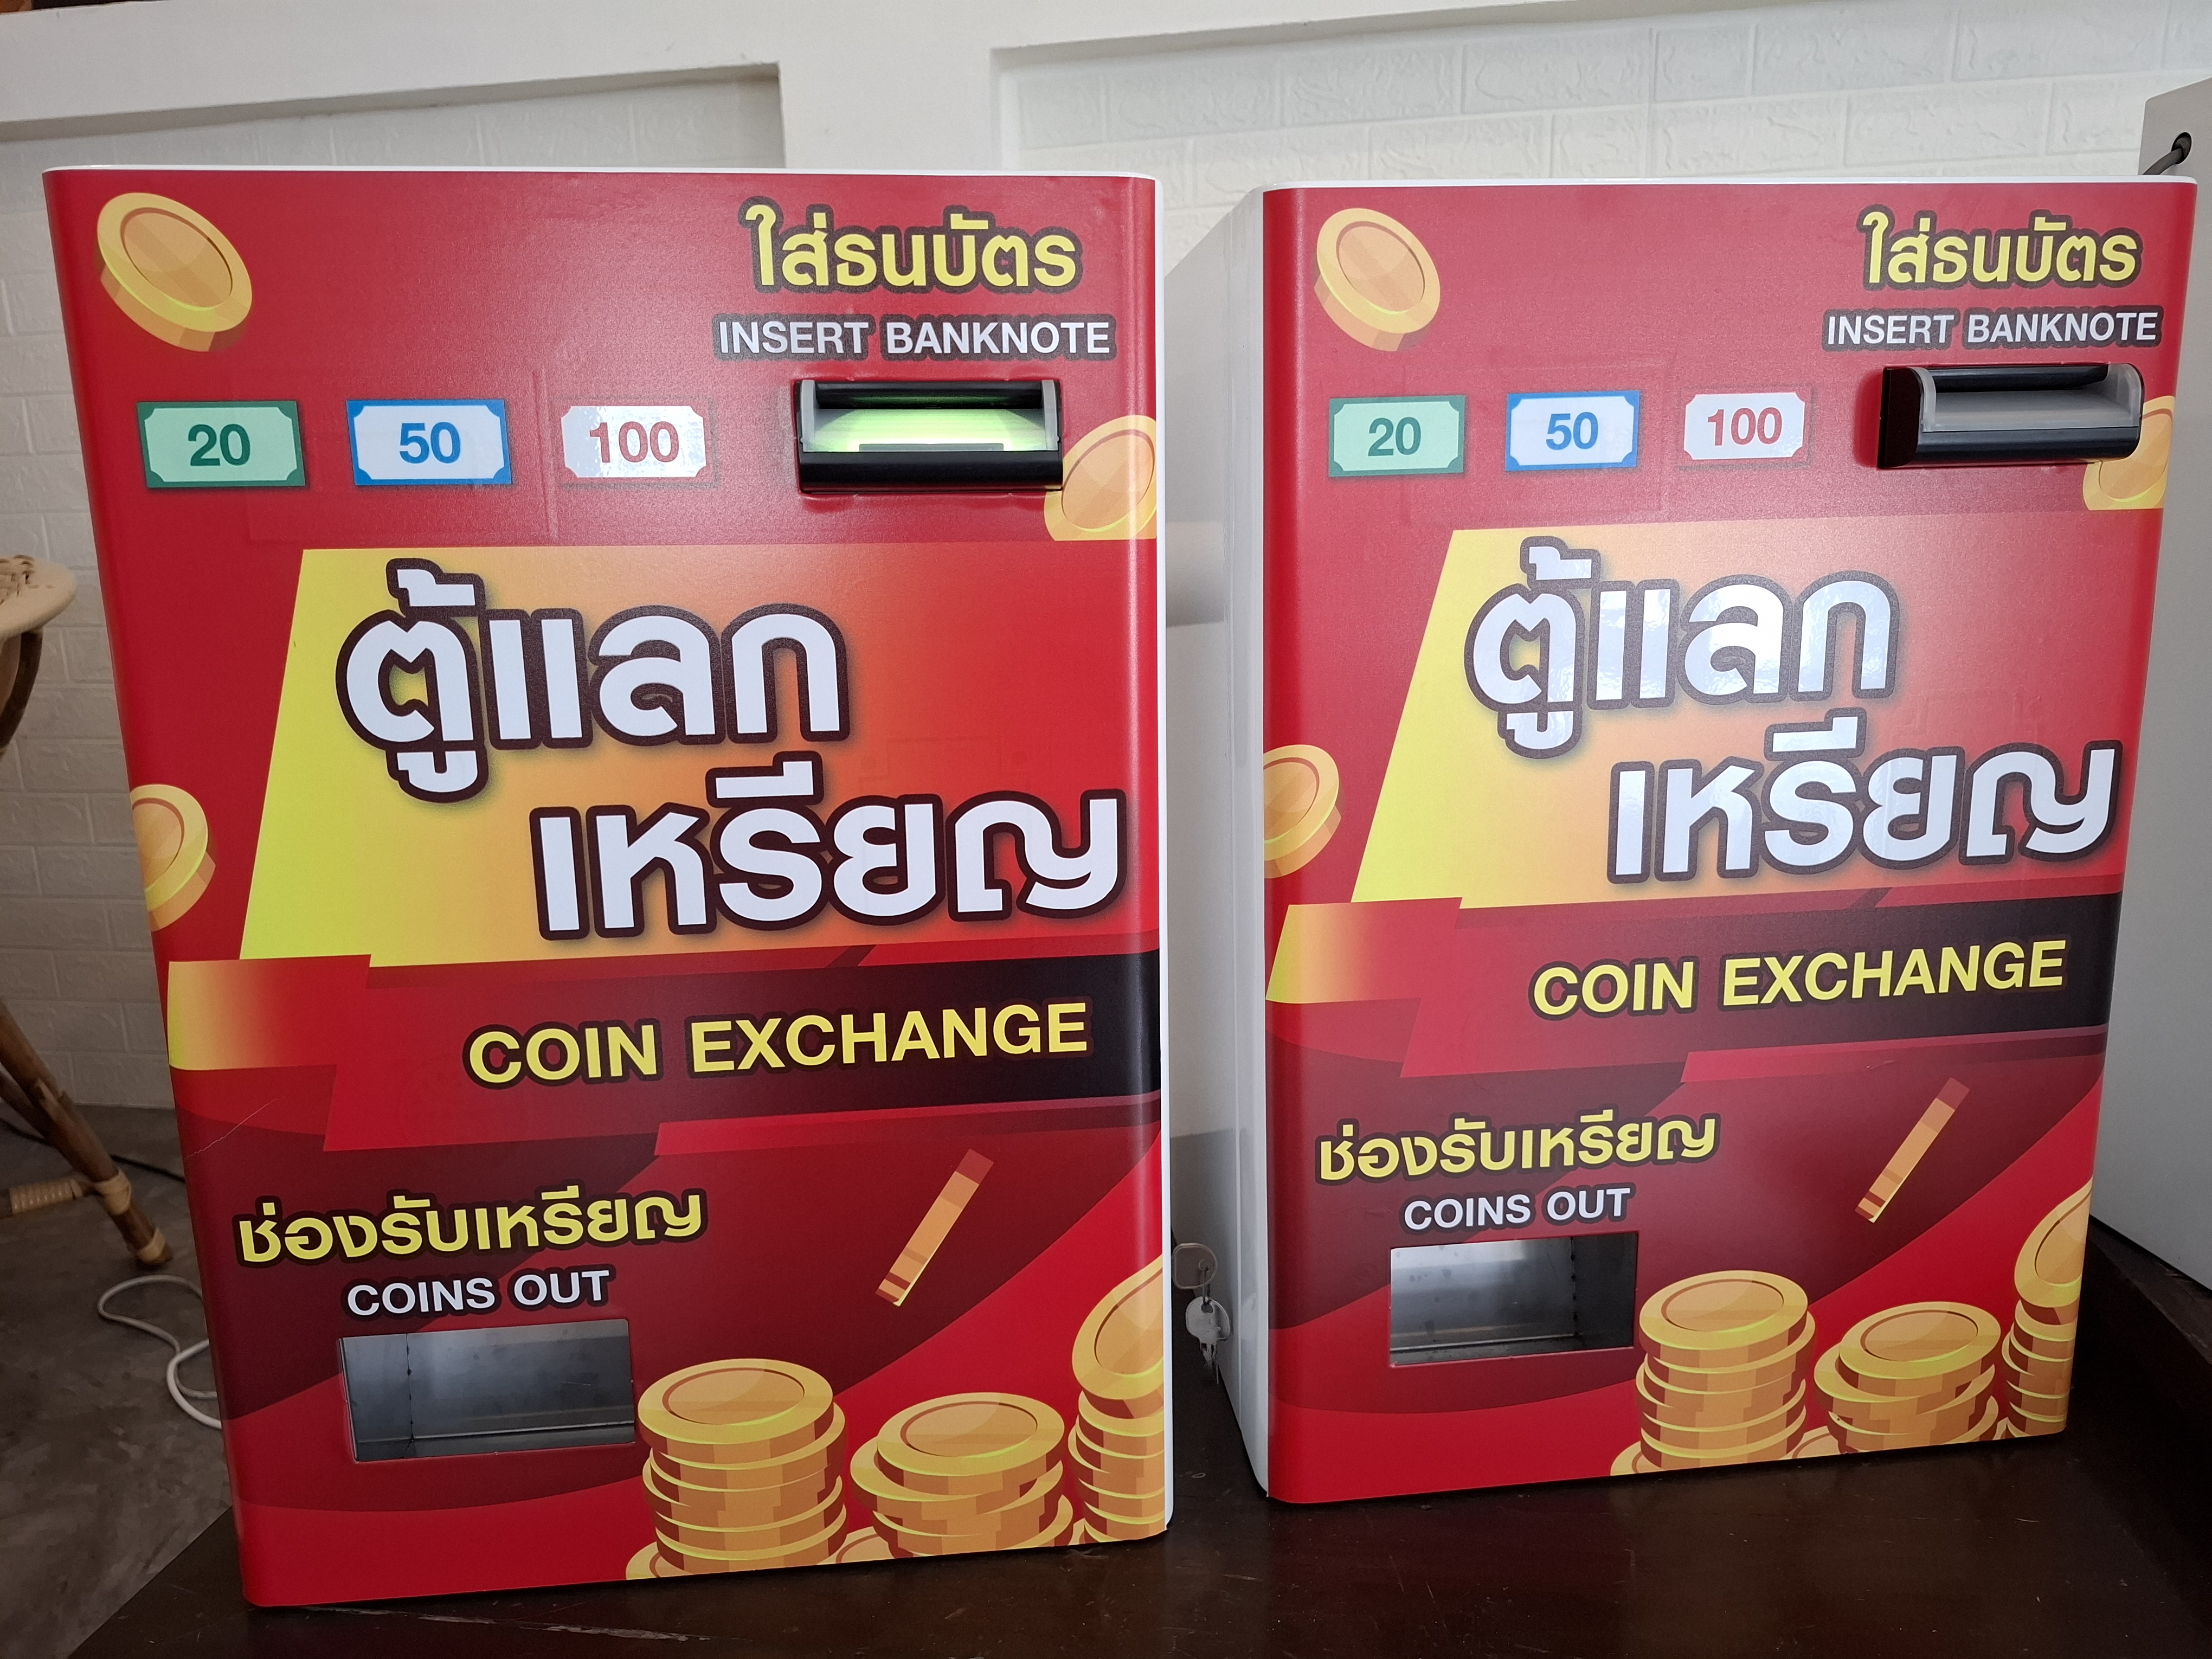 ใส่ธนบัตร
INSERT BANKNOTE
20 50 100
ตู้แลก
เหรียญ
COIN EXCHANGE
ช่องรับเหรียญ
COINS OUT
ใส่ธนบัตร
INSERT BANKNOTE
20 50 100
ตู้แลก
เหรียญ
COIN EXCHANGE
ช่องรับเหรียญ
COINS OUT